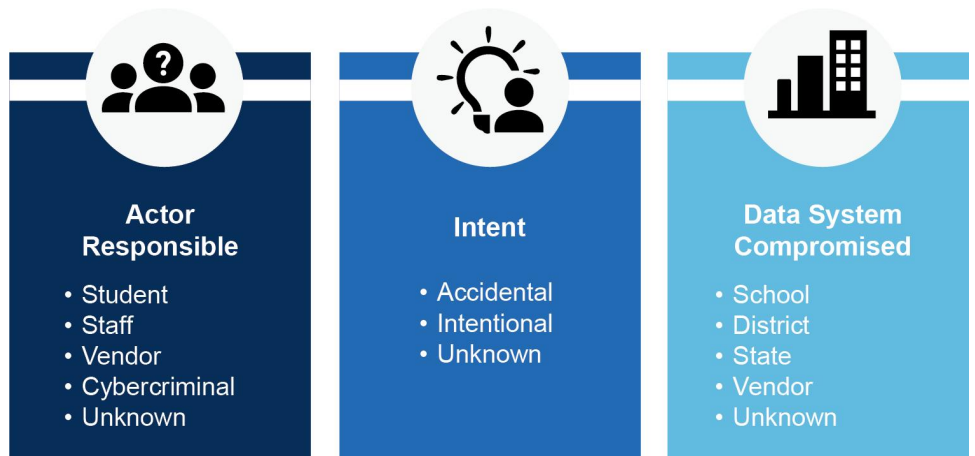 ?
Actor
Responsible
• Student
• Staff
• Vendor
• Cybercriminal
• Unknown
Intent
• Accidental
• Intentional
• Unknown
Data System
Compromised
• School
• District
• State
• Vendor
• Unknown